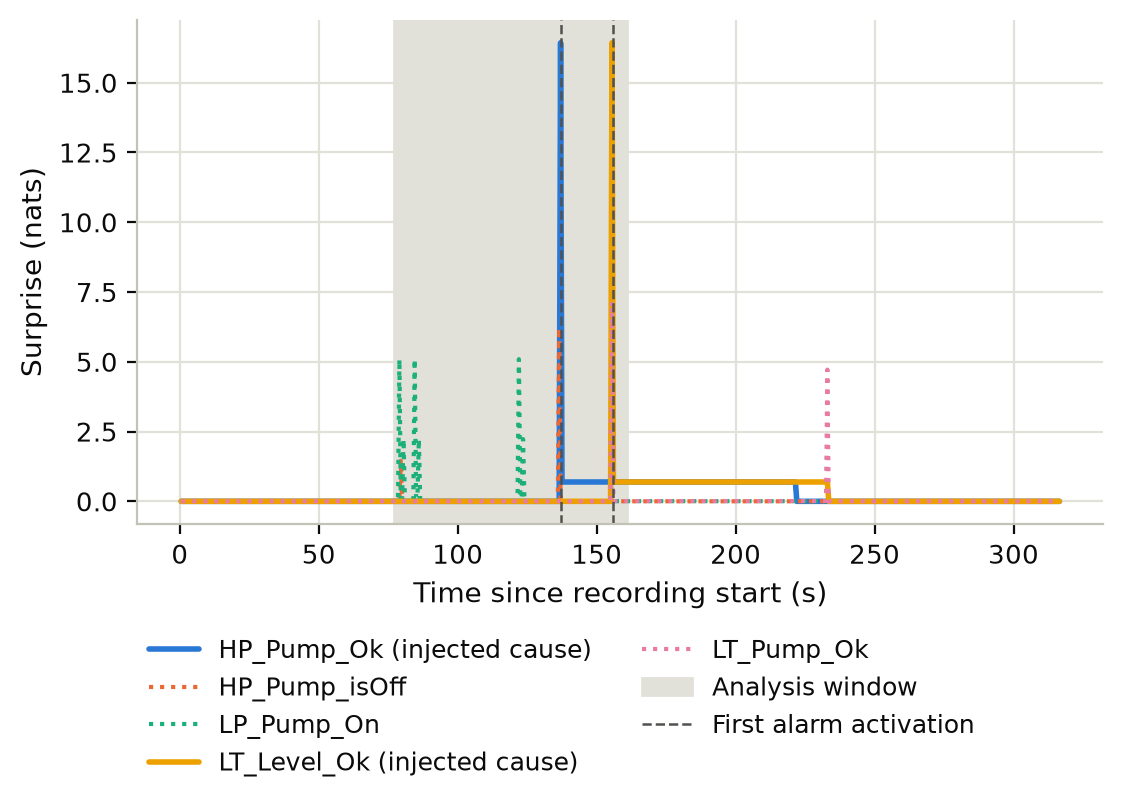 15.0
12.5
10.0
7.5
5.0
2.5
0.0
Surprise (nats)
0 50 100 150 200 250 300
Time since recording start (s)
HP_Pump_Ok (injected cause)
HP_Pump_isOff
LP_Pump_On
LT_Level_Ok (injected cause)
LT_Pump_Ok
Analysis window
First alarm activation